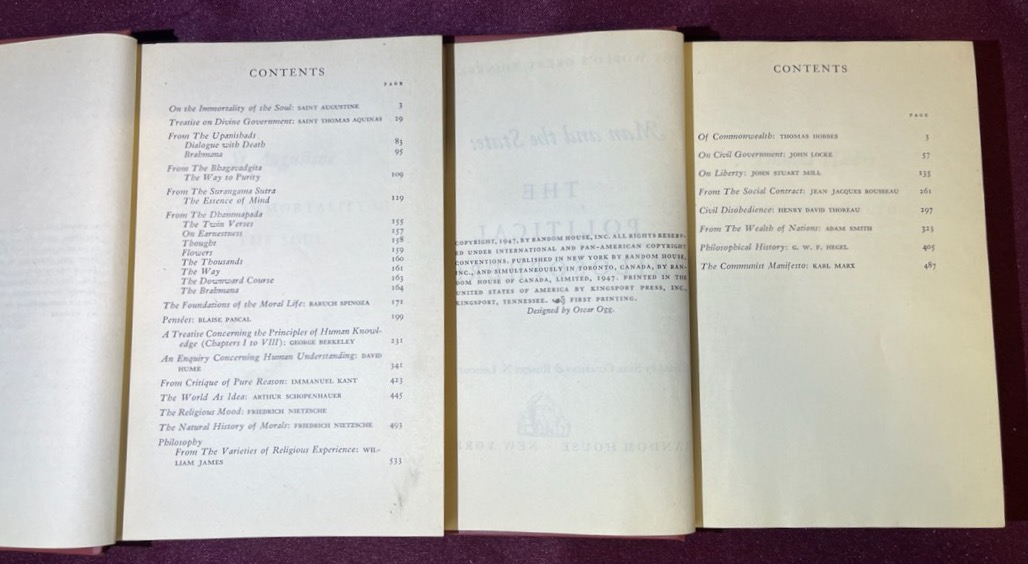 CONTENTS
PAGE
On the Immortality of the Soul: SAINT AUGUSTINE 3
Treatise on Divine Government: SAINT THOMAS AQUINAS 29
From The Upanishads
Dialogue with Death 83
Brahmana 95
From The Bhagavadgita
The Way to Purity 109
From The Surangama Sutra
The Essence of Mind 129
From The Dhammapada
The Twin Verses 155
On Earnestness 157
Thought 158
Flowers 159
The Thousands 160
The Way 161
The Downward Course 163
The Brahmana 164
The Foundations of the Moral Life: BARUCH SPINOZA 171
Pensées: BLAISE PASCAL 199
A Treatise Concerning the Principles of Human Knowl-
edge (Chapters I to VIII): GEORGE BERKELEY 231
An Enquiry Concerning Human Understanding: DAVID
HUME 341
From Critique of Pure Reason: IMMANUEL KANT 423
The World As Idea: ARTHUR SCHOPENHAUER 445
The Religious Mood: FRIEDRICH NIETZSCHE
The Natural History of Morals: FRIEDRICH NIETZSCHE 493
Philosophy
From The Varieties of Religious Experience: WIL-
LIAM JAMES 533
Man and the State:
THE
POLITICAL
COPYRIGHT, 1947, BY RANDOM HOUSE, INC. ALL RIGHTS RESERV-
ED UNDER INTERNATIONAL AND PAN-AMERICAN COPYRIGHT
CONVENTIONS. PUBLISHED IN NEW YORK BY RANDOM HOUSE,
INC., AND SIMULTANEOUSLY IN TORONTO, CANADA, BY RAN-
DOM HOUSE OF CANADA, LIMITED, 1947. PRINTED IN THE
UNITED STATES OF AMERICA BY KINGSPORT PRESS, INC.,
KINGSPORT, TENNESSEE. FIRST PRINTING.
Designed by Oscar Ogg.
RANDOM HOUSE · NEW YORK
CONTENTS
PAGE
Of Commonwealth: THOMAS HOBBES 3
On Civil Government: JOHN LOCKE 57
On Liberty: JOHN STUART MILL 135
From The Social Contract: JEAN JACQUES ROUSSEAU 261
Civil Disobedience: HENRY DAVID THOREAU 297
From The Wealth of Nations: ADAM SMITH 325
Philosophical History: G. W. F. HEGEL 405
The Communist Manifesto: KARL MARX 487